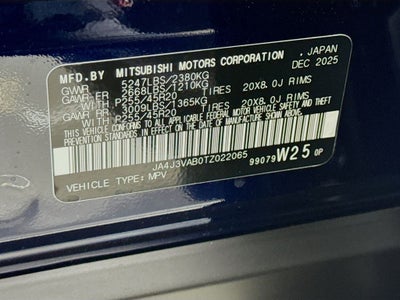 MFD.BY MITSUBISHI MOTORS CORPORATION , JAPAN
GVWR 5247LBS/2380KG DEC 2025
GAWR-FR 2668LBS/1210KG
WITH P255/45R20 TIRES 20X8.0J RIMS
GAWR-RR 3009LBS/1365KG
WITH P255/45R20 TIRES 20X8.0J RIMS
THIS VEHICLE CONFORMS TO ALL APPLICABLE
FEDERAL MOTOR VEHICLE SAFETY, BUMPER, AND THEFT
PREVENTION STANDARDS IN EFFECT ON THE DATE OF
MANUFACTURE SHOWN ABOVE.
JA4J3VAB0TZ022065
VEHICLE TYPE: MPV 99079 W25 OP